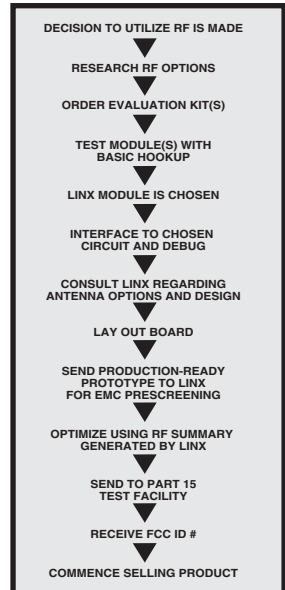 DECISION TO UTILIZE RF IS MADE
RESEARCH RF OPTIONS
ORDER EVALUATION KIT(S)
TEST MODULE(S) WITH
BASIC HOOKUP
LINX MODULE IS CHOSEN
INTERFACE TO CHOSEN
CIRCUIT AND DEBUG
CONSULT LINX REGARDING
ANTENNA OPTIONS AND DESIGN
LAY OUT BOARD
SEND PRODUCTION-READY
PROTOTYPE TO LINX
FOR EMC PRESCREENING
OPTIMIZE USING RF SUMMARY
GENERATED BY LINX
SEND TO PART 15
TEST FACILITY
RECEIVE FCC ID #
COMMENCE SELLING PRODUCT